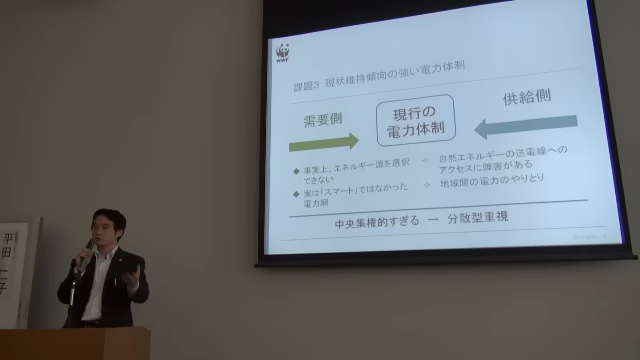 WWF
課題3 現状維持傾向の強い電力体制
需要側
現行の
電力体制
供給側
◆ 事実上、エネルギー源を選択
できない
◆ 実は「スマート」ではなかった
電力網
✧ 自然エネルギーの送電線への
アクセスに障害がある
✧ 地域間の電力のやりとり
中央集権的すぎる → 分散型重視
平田仁子